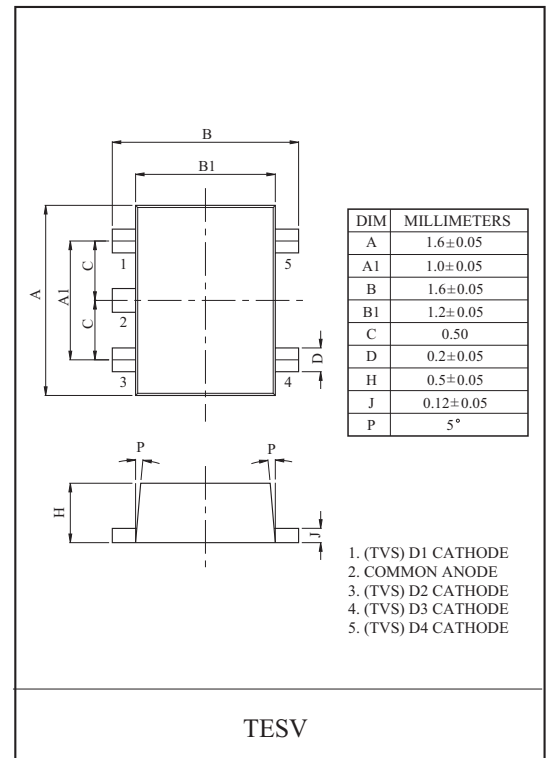 B
B1
A
A1
C
C
1
2
3
5
4
D
DIM MILLIMETERS
A 1.6±0.05
A1 1.0±0.05
B 1.6±0.05
B1 1.2±0.05
C 0.50
D 0.2±0.05
H 0.5±0.05
J 0.12±0.05
P 5°
P
P
H
J
1. (TVS) D1 CATHODE
2. COMMON ANODE
3. (TVS) D2 CATHODE
4. (TVS) D3 CATHODE
5. (TVS) D4 CATHODE
TESV